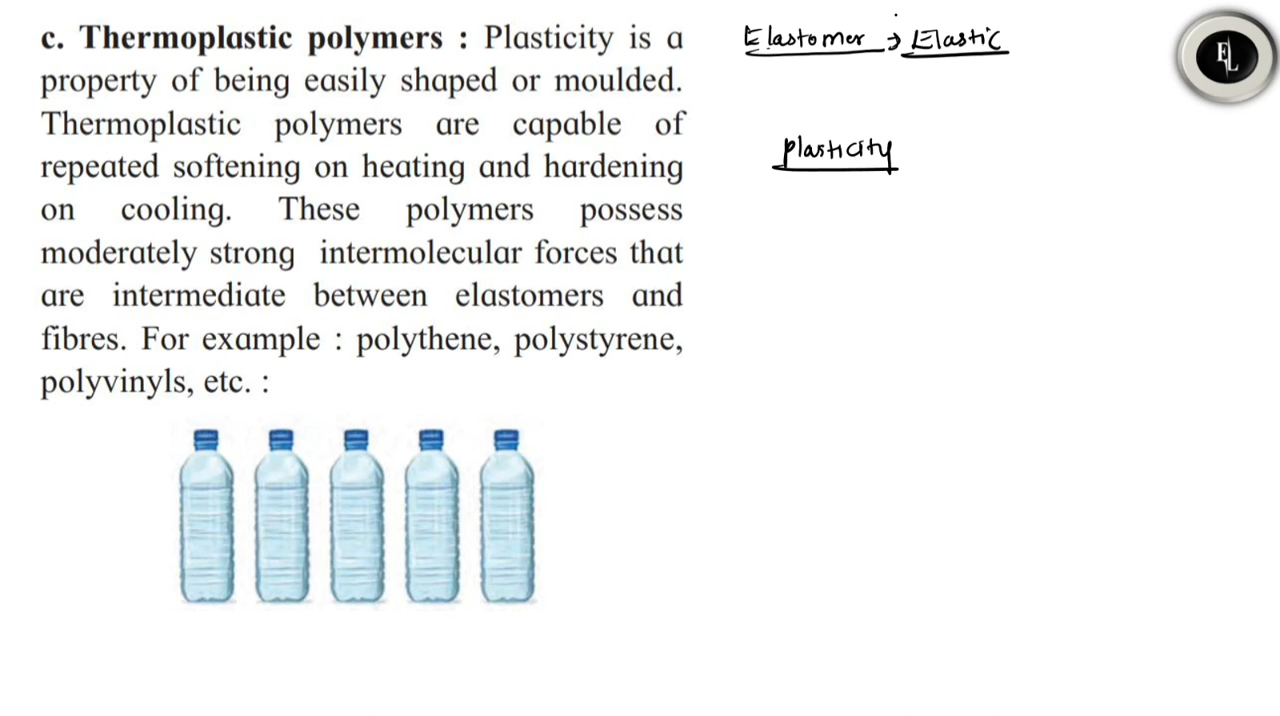 c. Thermoplastic polymers : Plasticity is a
property of being easily shaped or moulded.
Thermoplastic polymers are capable of
repeated softening on heating and hardening
on cooling. These polymers possess
moderately strong intermolecular forces that
are intermediate between elastomers and
fibres. For example : polythene, polystyrene,
polyvinyls, etc. :
Elastomer → Elastic
plasticity
EL